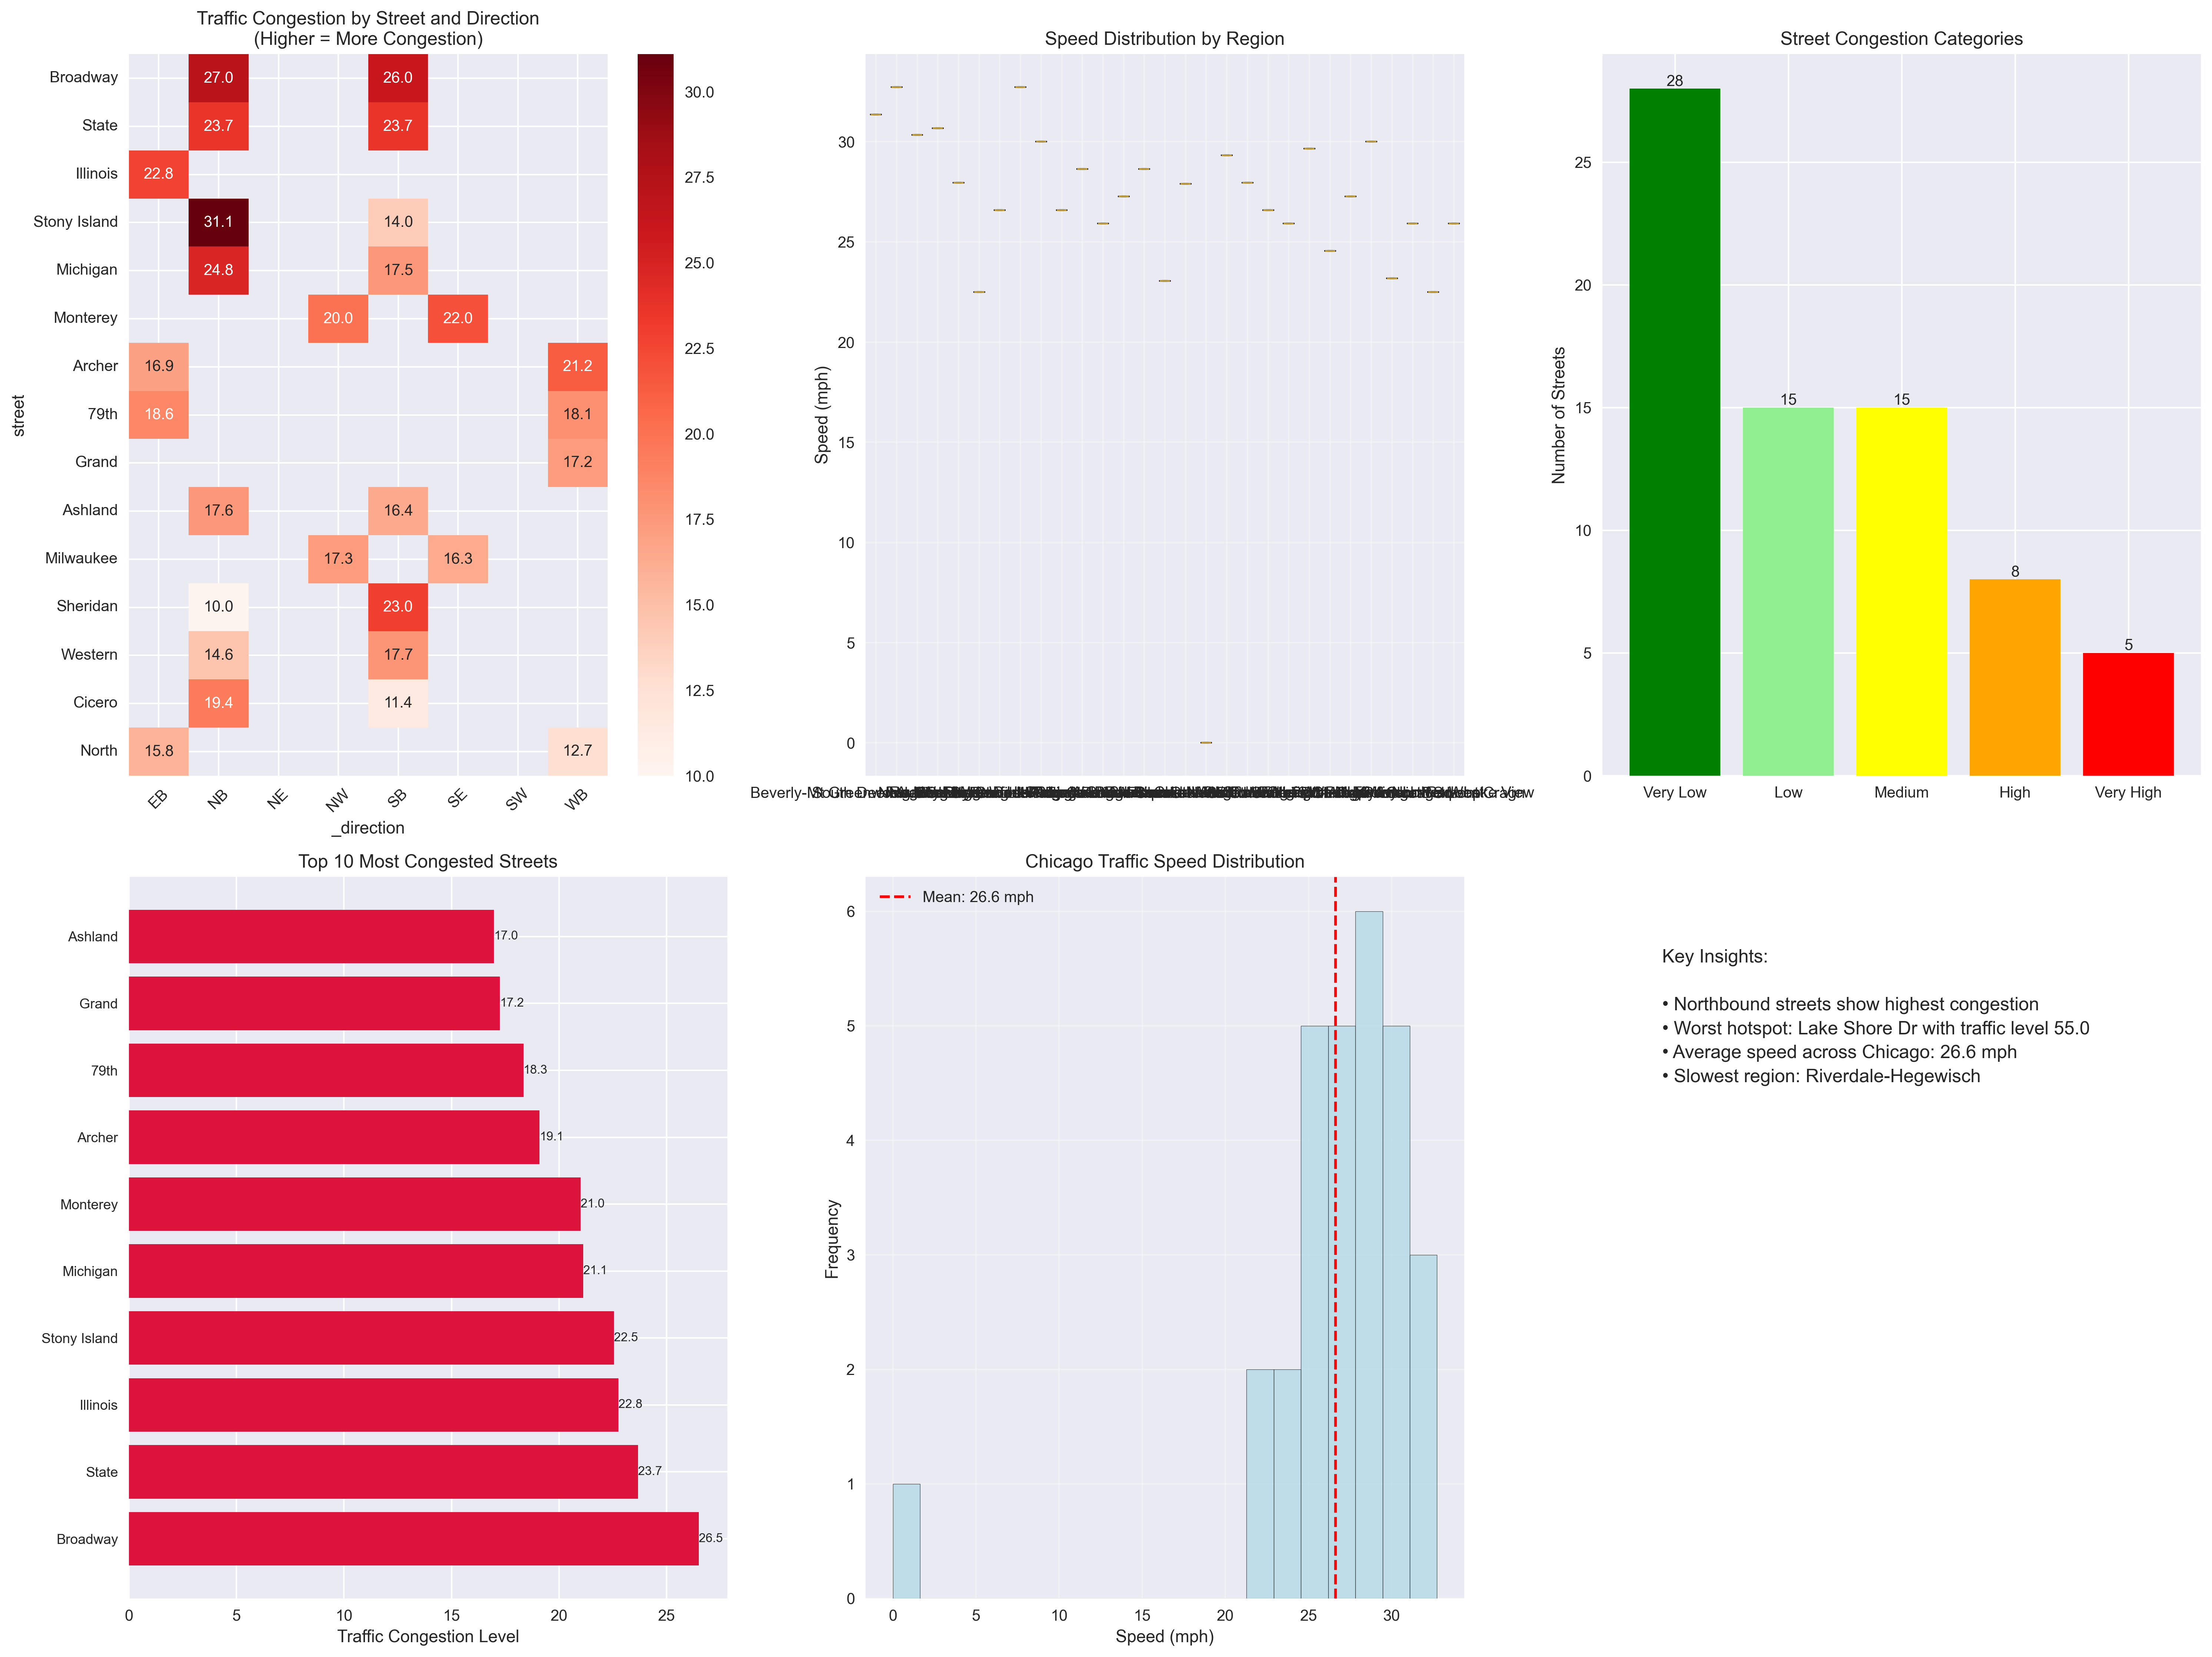 Traffic Congestion by Street and Direction
(Higher = More Congestion)
street
Broadway
State
Illinois
Stony Island
Michigan
Monterey
Archer
79th
Grand
Ashland
Milwaukee
Sheridan
Western
Cicero
North
27.0 26.0
23.7 23.7
22.8
31.1 14.0
24.8 17.5
20.0 22.0
16.9 21.2
18.6 18.1
17.2
17.6 16.4
17.3 16.3
10.0 23.0
14.6 17.7
19.4 11.4
15.8 12.7
EB NB NE NW SB SE SW WB
_direction
30.0
27.5
25.0
22.5
20.0
17.5
15.0
12.5
10.0
Speed Distribution by Region
Speed (mph)
30
25
20
15
10
5
0
Street Congestion Categories
Number of Streets
25
20
15
10
5
0
28
15
15
8
5
Very Low Low Medium High Very High
Top 10 Most Congested Streets
Ashland 17.0
Grand 17.2
79th 18.3
Archer 19.1
Monterey 21.0
Michigan 21.1
Stony Island 22.5
Illinois 22.8
State 23.7
Broadway 26.5
0 5 10 15 20 25
Traffic Congestion Level
Chicago Traffic Speed Distribution
Mean: 26.6 mph
Frequency
6
5
4
3
2
1
0
0 5 10 15 20 25 30
Speed (mph)
Key Insights:
• Northbound streets show highest congestion
• Worst hotspot: Lake Shore Dr with traffic level 55.0
• Average speed across Chicago: 26.6 mph
• Slowest region: Riverdale-Hegewisch